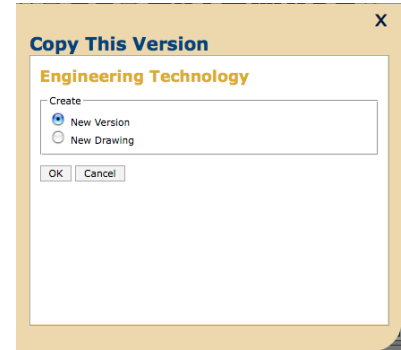 X
Copy This Version
Engineering Technology
Create
New Version
New Drawing
OK Cancel